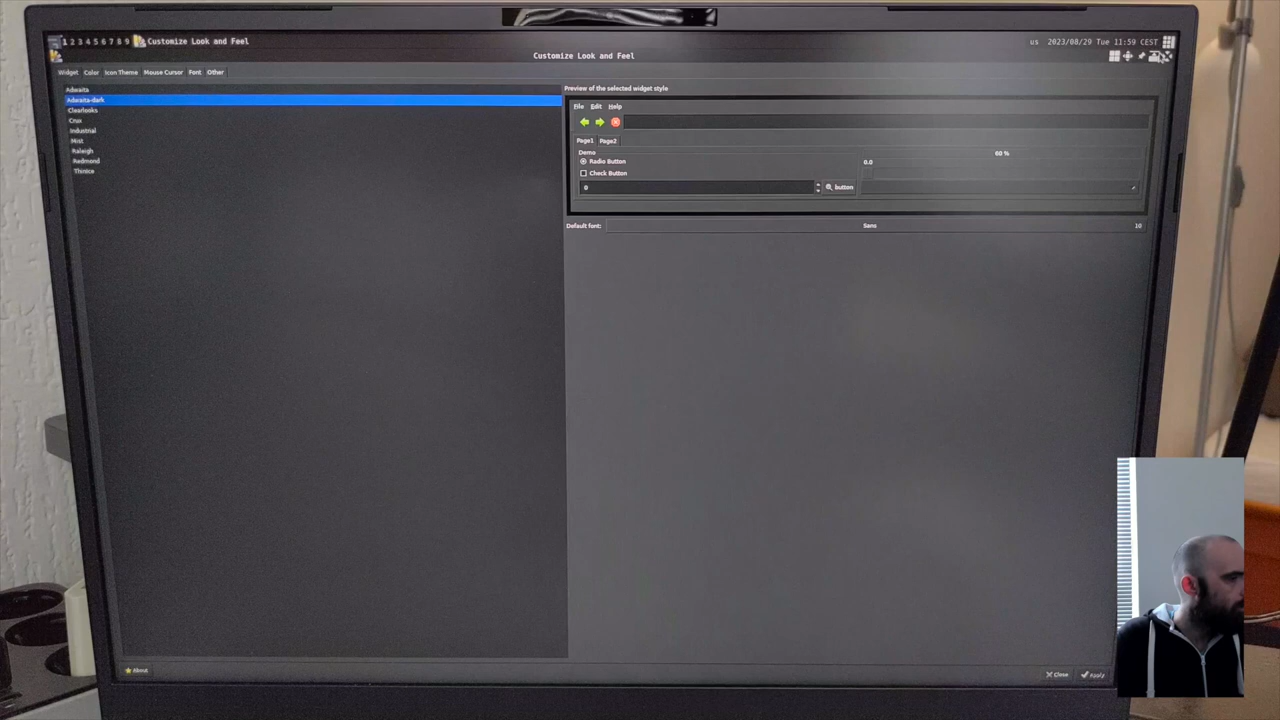 1 2 3 4 5 6 7 8 9 Customize Look and Feel us 2023/08/29 Tue 11:59 CEST
Customize Look and Feel
Widget Color Icon Theme Mouse Cursor Font Other
Adwaita
Adwaita-dark
Clearlooks
Crux
Industrial
Mist
Raleigh
Redmond
ThinIce
Preview of the selected widget style
File Edit Help
Page1 Page2
Demo
Radio Button
Check Button
0 button
60 %
0.0
Default font: Sans 10
About
Close Apply